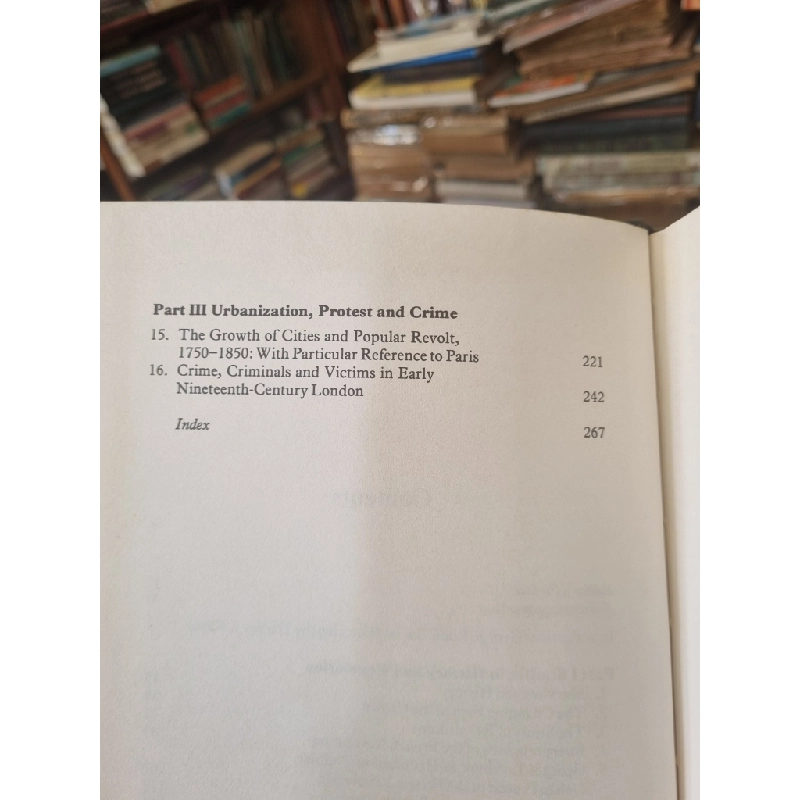 Part III Urbanization, Protest and Crime
15. The Growth of Cities and Popular Revolt,
1750–1850: With Particular Reference to Paris 221
16. Crime, Criminals and Victims in Early
Nineteenth-Century London 242
Index 267